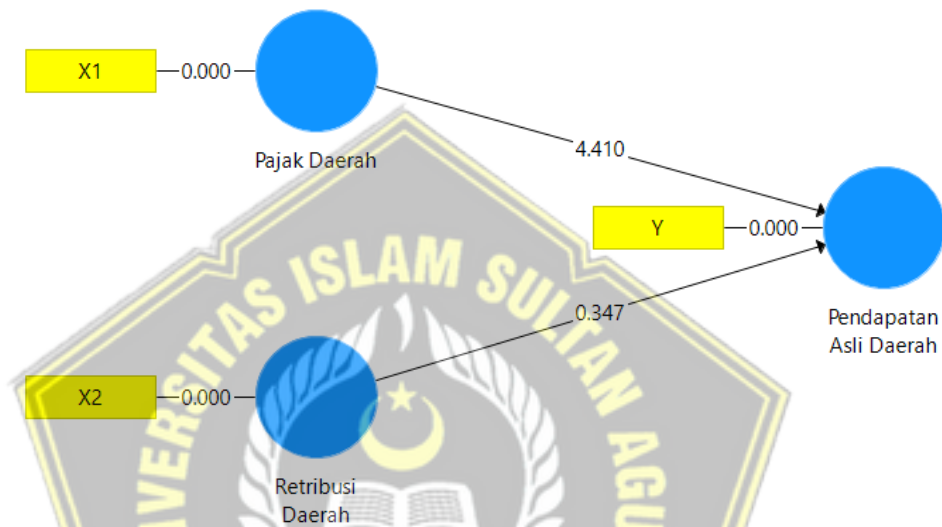 X1
0.000
Pajak Daerah
4.410
Y
0.000
Pendapatan
Asli Daerah
0.347
X2
0.000
Retribusi
Daerah
UNIVERSITAS ISLAM SULTAN AGUNG